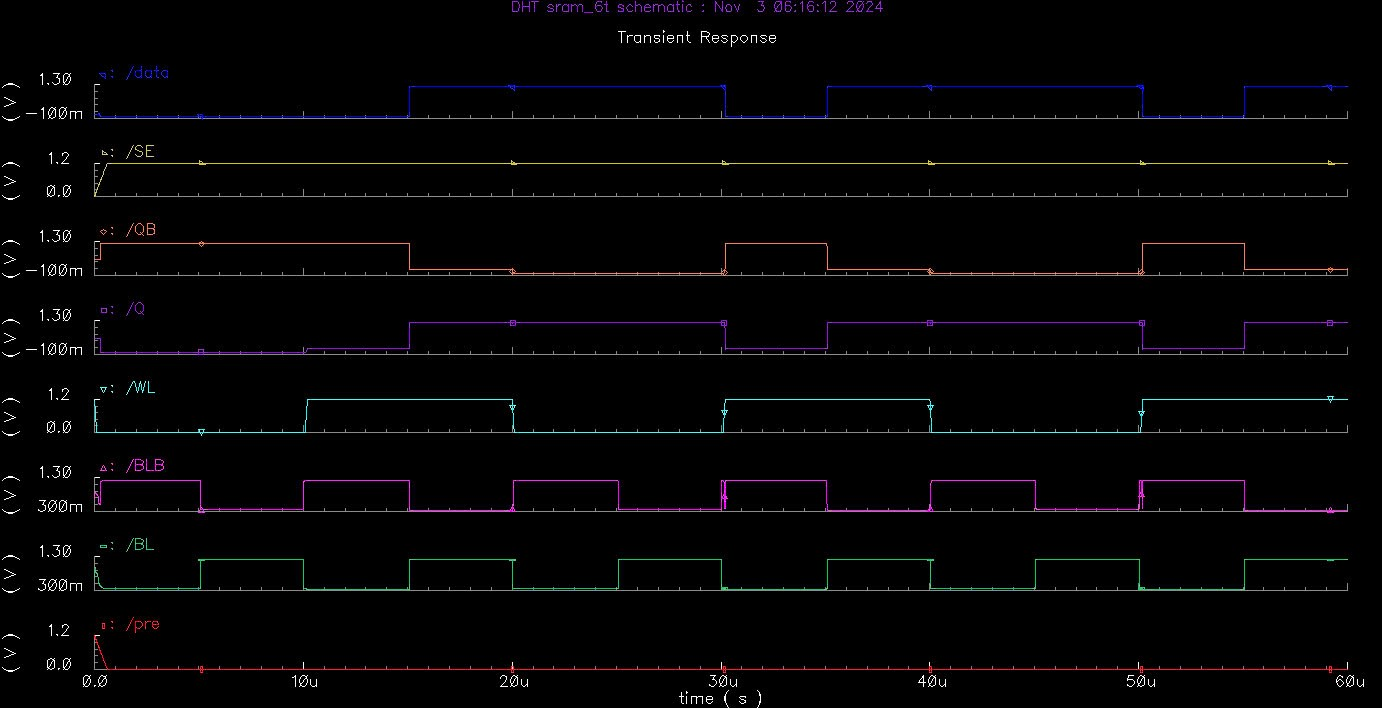 DHT sram_6t schematic : Nov 3 06:16:12 2024
Transient Response
: /data
1.30
(V)
-100m
: /SE
1.2
(V)
0.0
: /QB
1.30
(V)
-100m
: /Q
1.30
(V)
-100m
: /WL
1.2
(V)
0.0
: /BLB
1.30
(V)
300m
: /BL
1.30
(V)
300m
: /pre
1.2
(V)
0.0
0.0 10u 20u 30u 40u 50u 60u
time ( s )